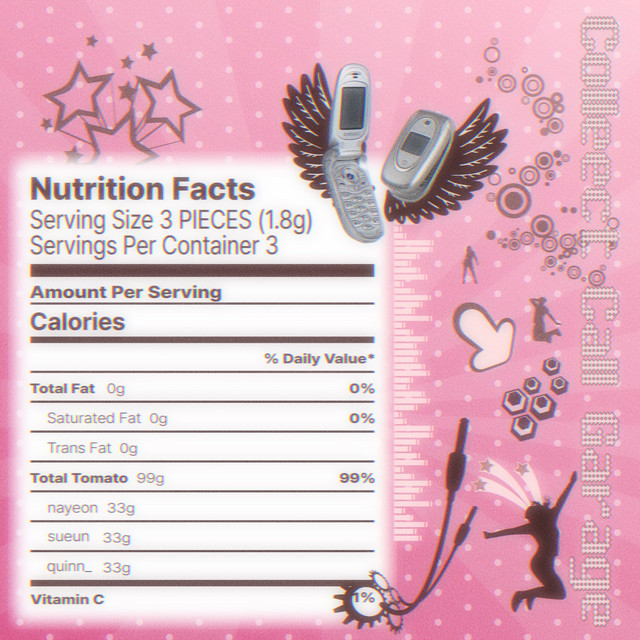 Nutrition Facts
Serving Size 3 PIECES (1.8g)
Servings Per Container 3
Amount Per Serving
Calories
% Daily Value*
Total Fat 0g 0%
Saturated Fat 0g 0%
Trans Fat 0g
Total Tomato 99g 99%
nayeon 33g
sueun 33g
quinn_ 33g
Vitamin C 1%
Collect Call Garage